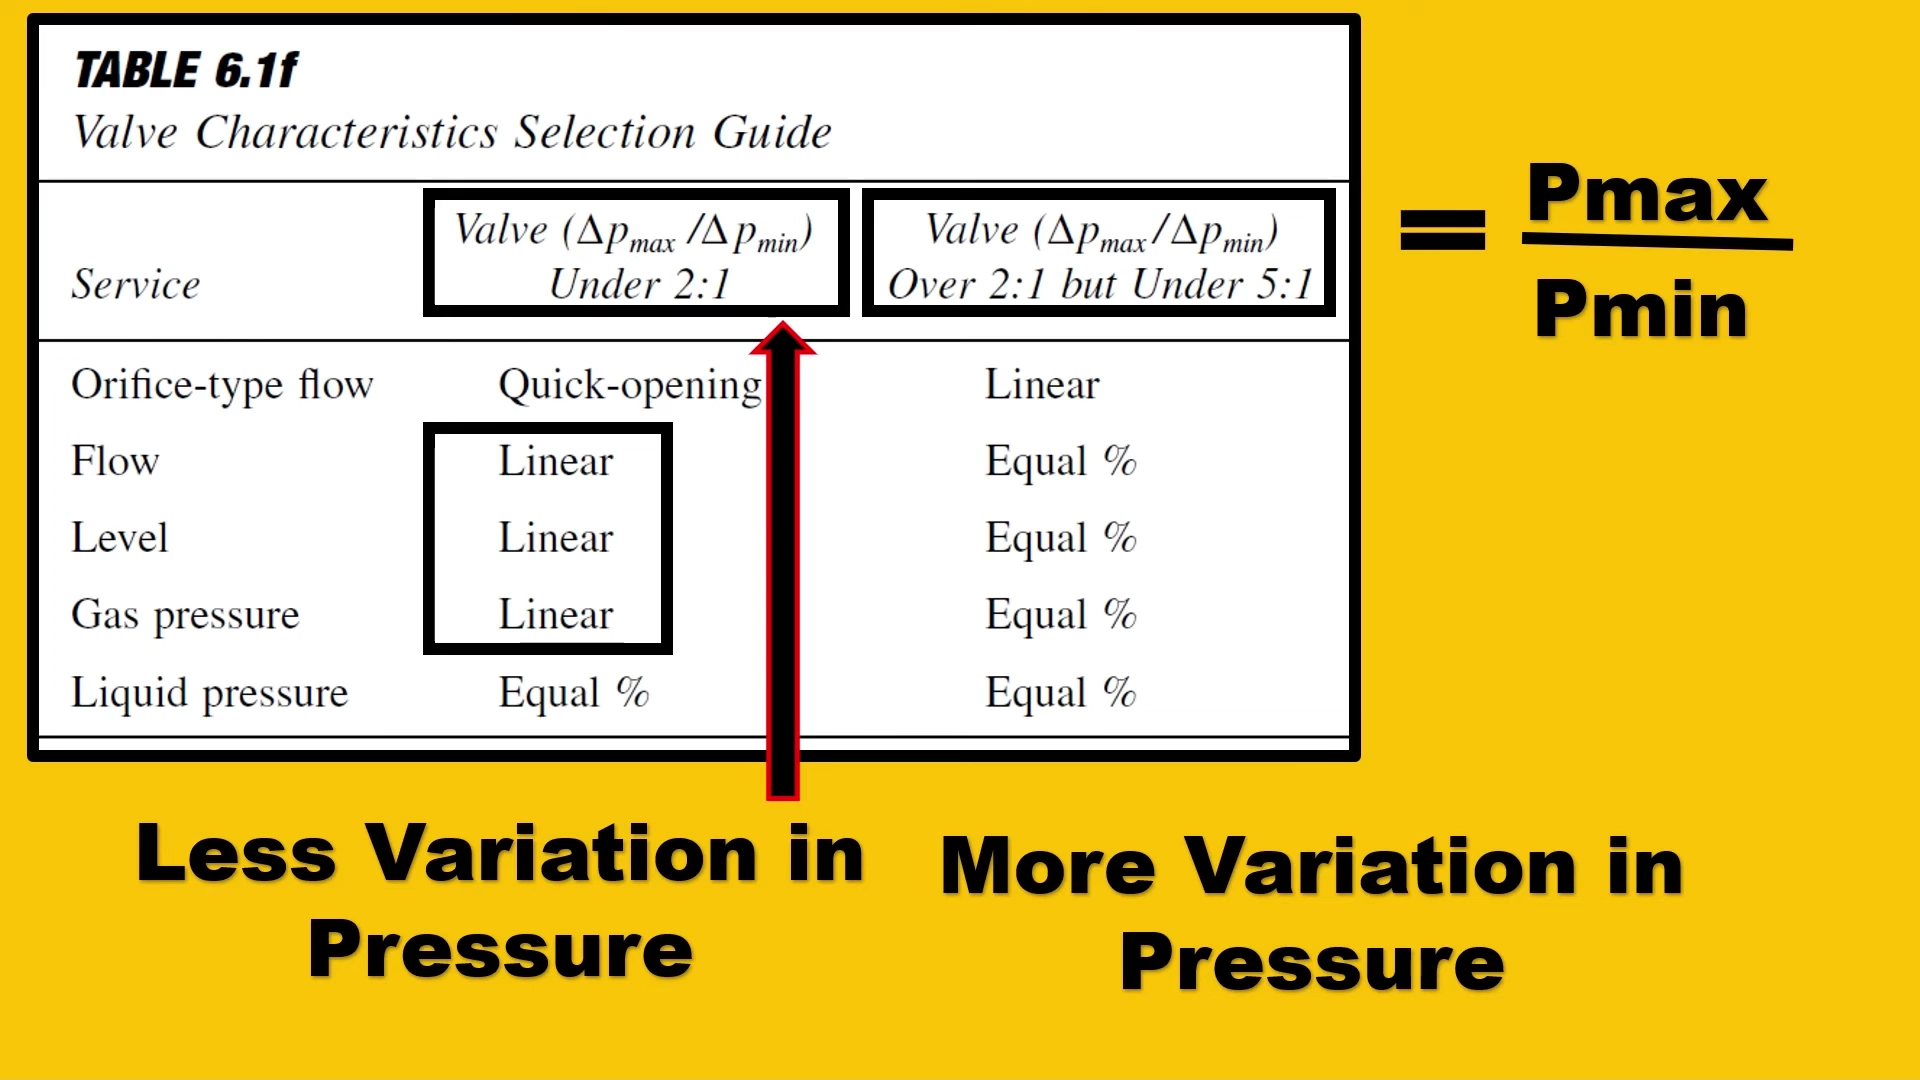 TABLE 6.1f
Valve Characteristics Selection Guide
Service
Valve (Δpmax /Δpmin)
Under 2:1
Valve (Δpmax/Δpmin)
Over 2:1 but Under 5:1
= Pmax
Pmin
Orifice-type flow Quick-opening Linear
Flow Linear Equal %
Level Linear Equal %
Gas pressure Linear Equal %
Liquid pressure Equal % Equal %
Less Variation in
Pressure
More Variation in
Pressure